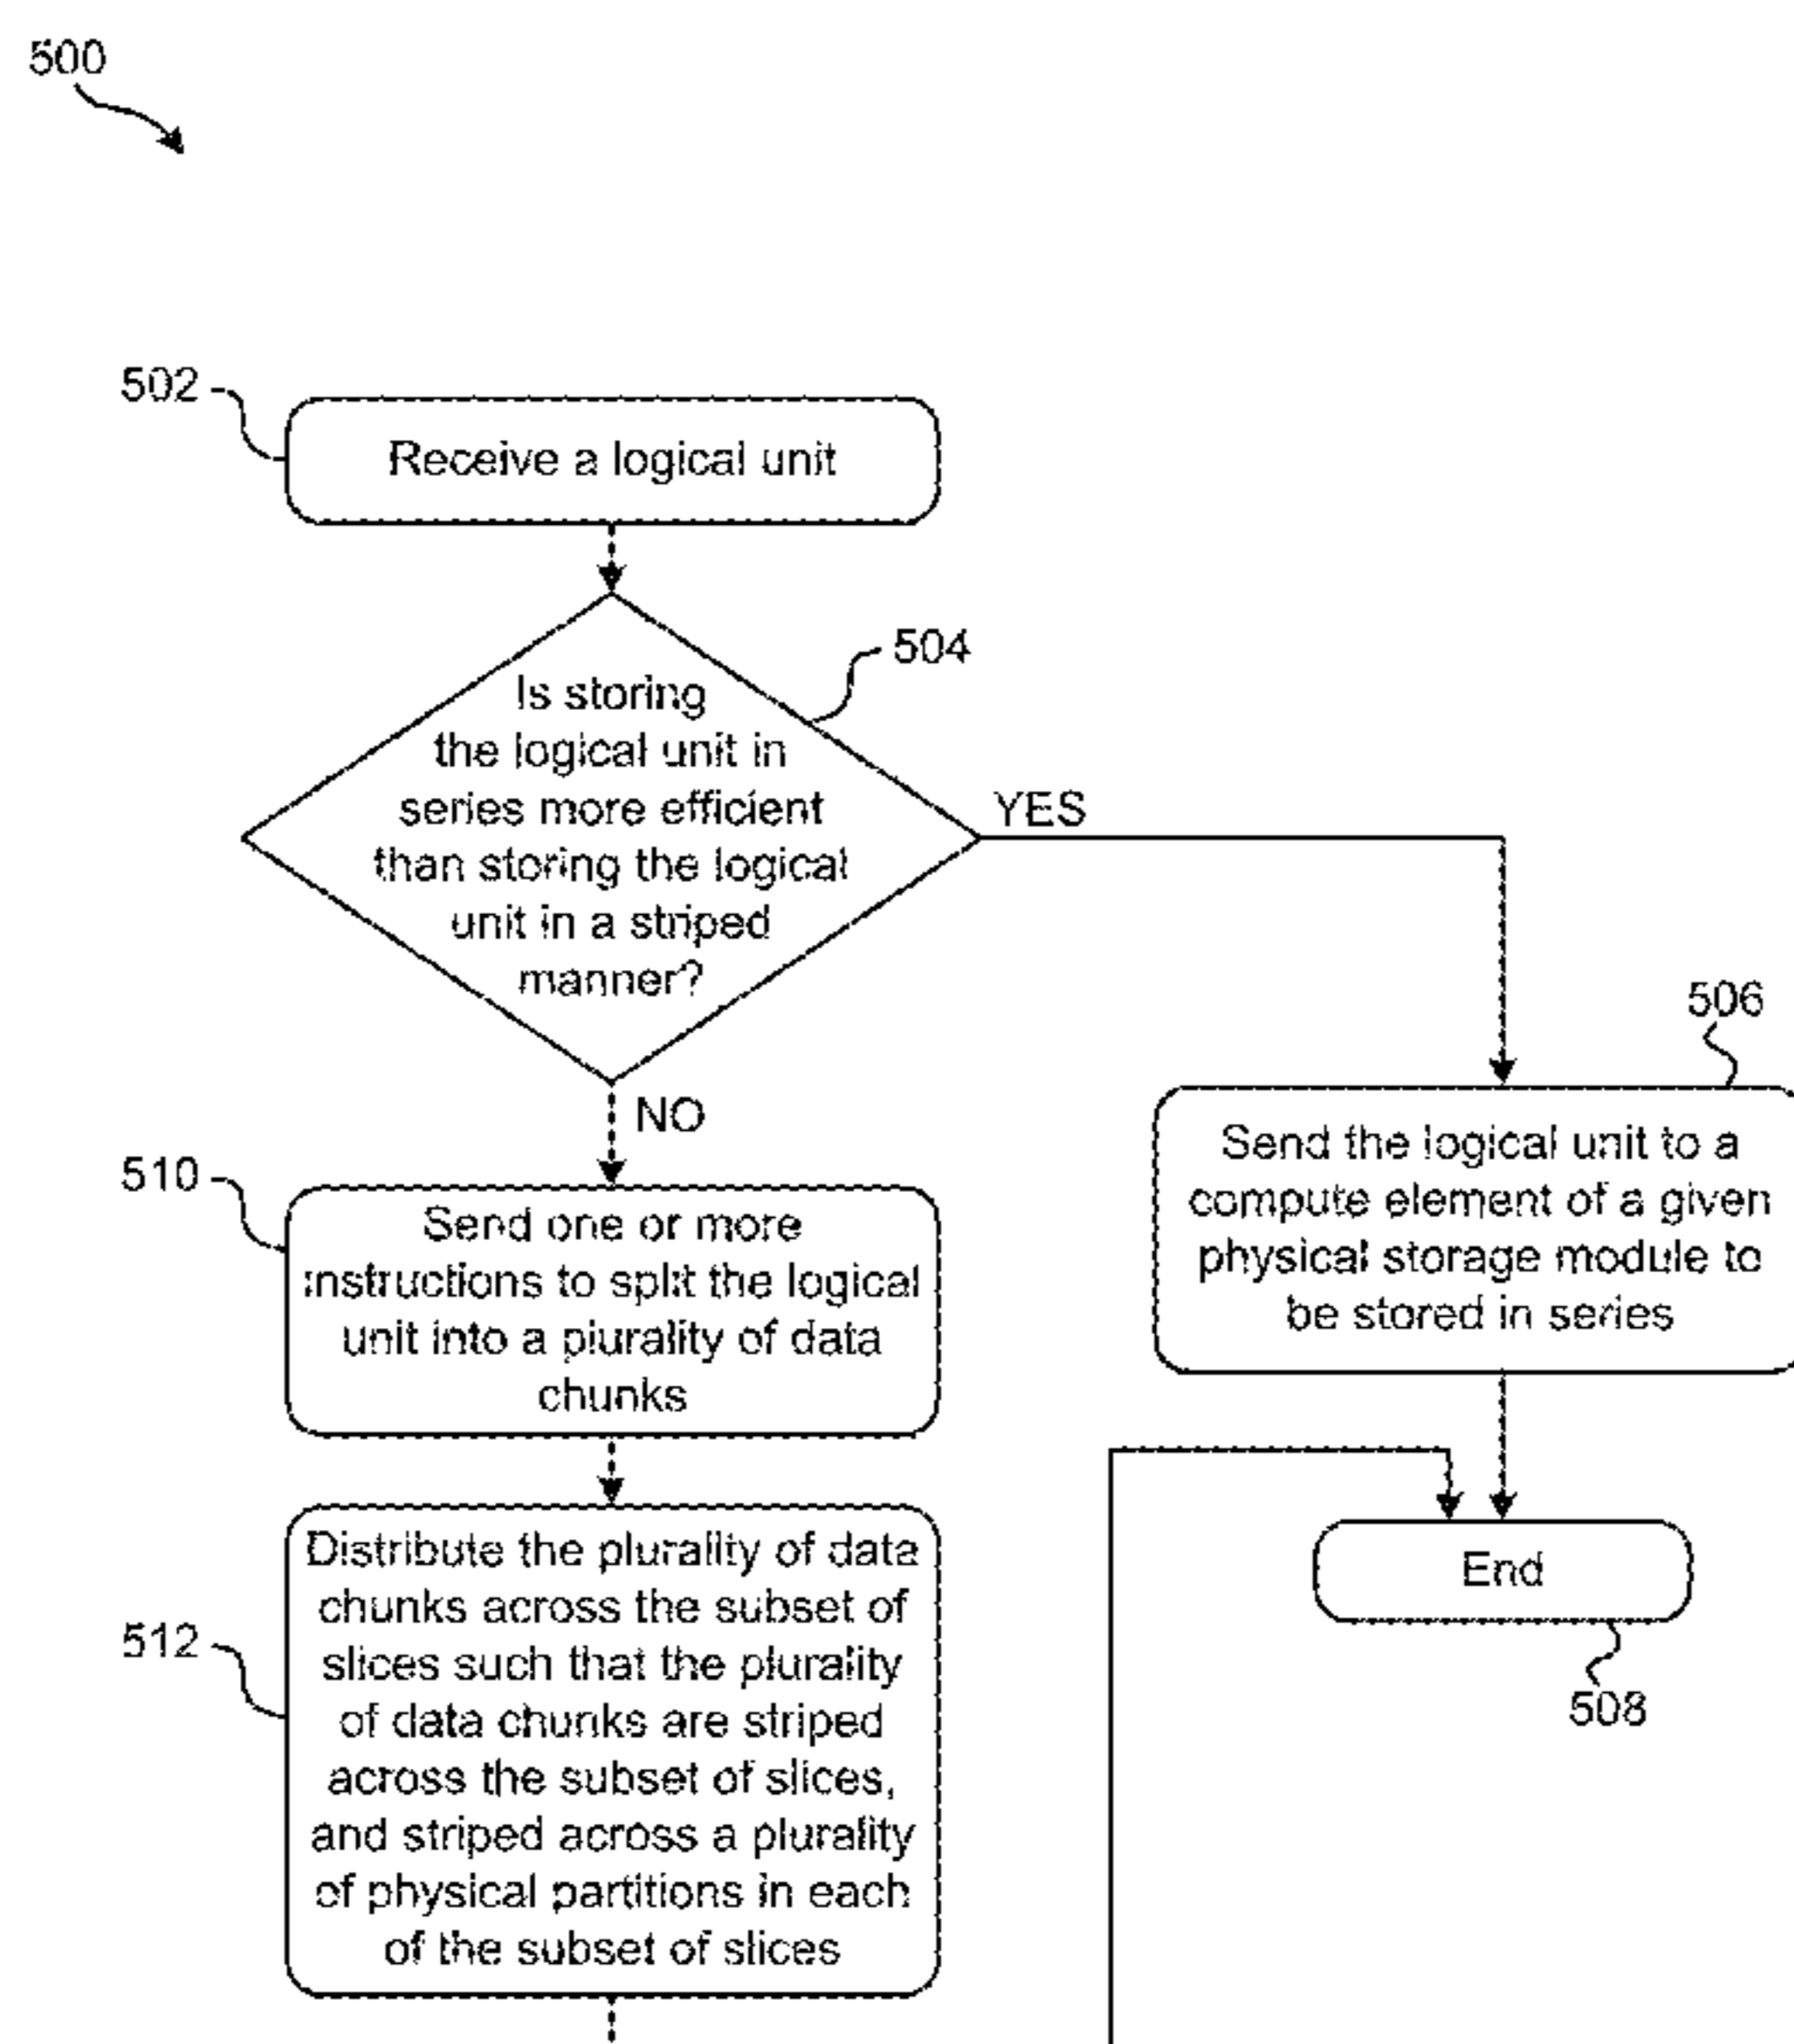 500
502
Receive a logical unit
504
Is storing
the logical unit in
series more efficient
than storing the logical
unit in a striped
manner?
YES
NO
506
Send the logical unit to a
compute element of a given
physical storage module to
be stored in series
510
Send one or more
instructions to split the logical
unit into a plurality of data
chunks
512
Distribute the plurality of data
chunks across the subset of
slices such that the plurality
of data chunks are striped
across the subset of slices,
and striped across a plurality
of physical partitions in each
of the subset of slices
End
508